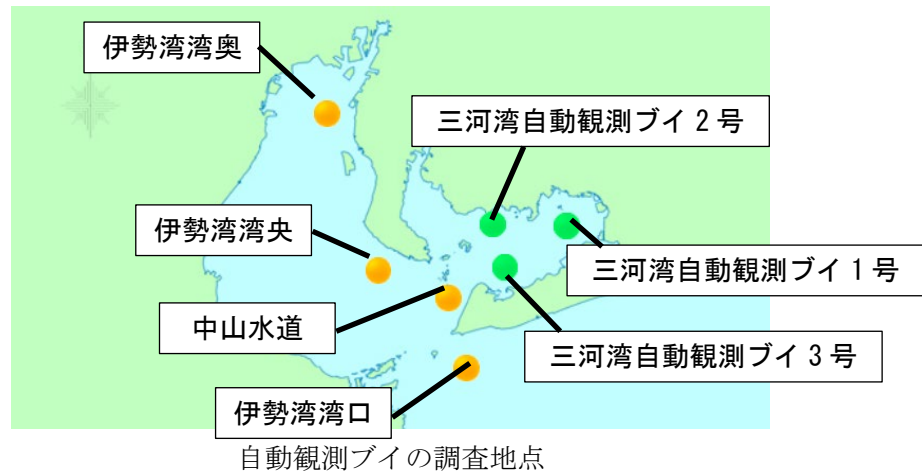 伊勢湾湾奥
三河湾自動観測ブイ2号
伊勢湾湾央
三河湾自動観測ブイ1号
中山水道
三河湾自動観測ブイ3号
伊勢湾湾口
自動観測ブイの調査地点